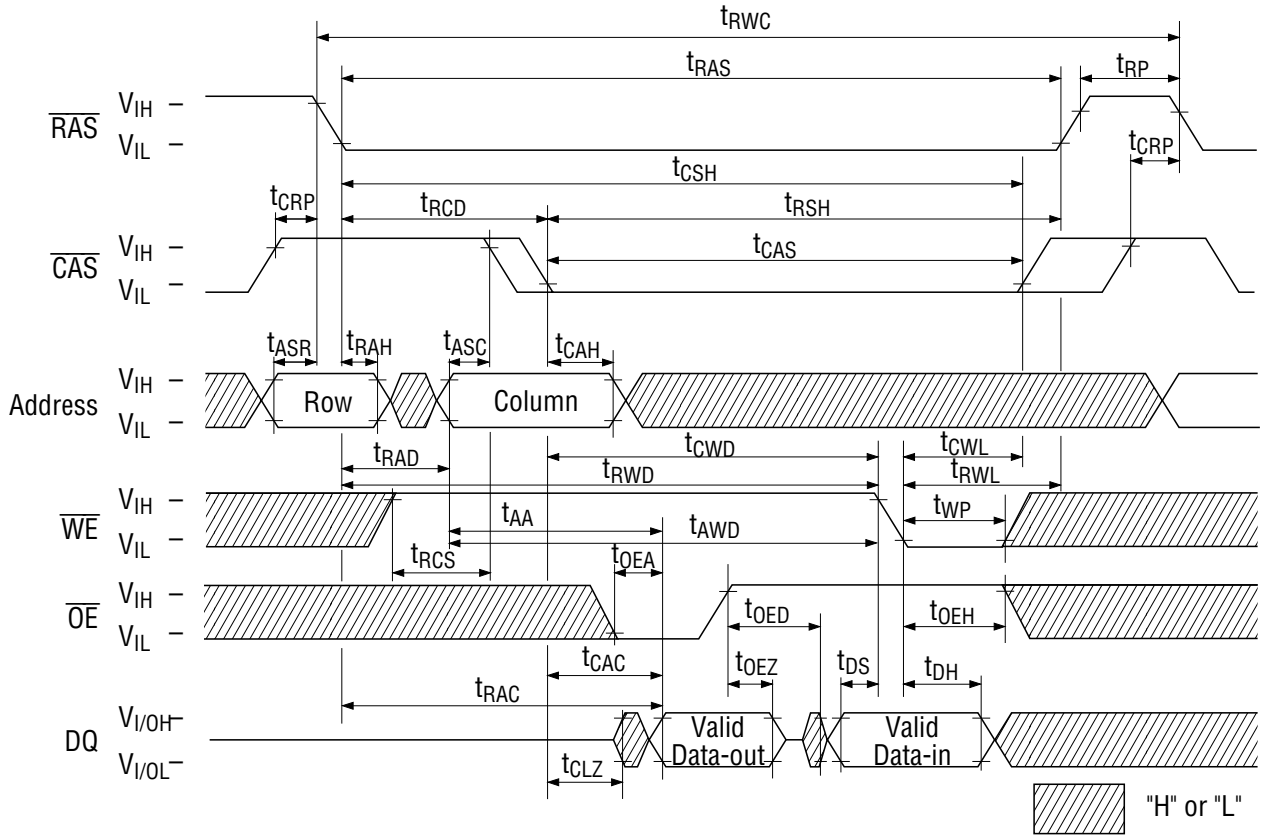 tRWC
tRAS
tRP
RAS
VIH –
VIL –
tCRP
tCSH
tCRP
tRCD
tRSH
CAS
VIH –
VIL –
tCAS
tASR
tRAH
tASC
tCAH
Address
VIH –
VIL –
Row
Column
tRAD
tCWD
tCWL
tRWD
tRWL
WE
VIH –
VIL –
tAA
tAWD
tWP
tRCS
tOEA
OE
VIH –
VIL –
tOED
tOEH
tCAC
tOEZ
tDS
tDH
tRAC
DQ
VI/OH–
VI/OL–
Valid
Data-out
Valid
Data-in
tCLZ
"H" or "L"